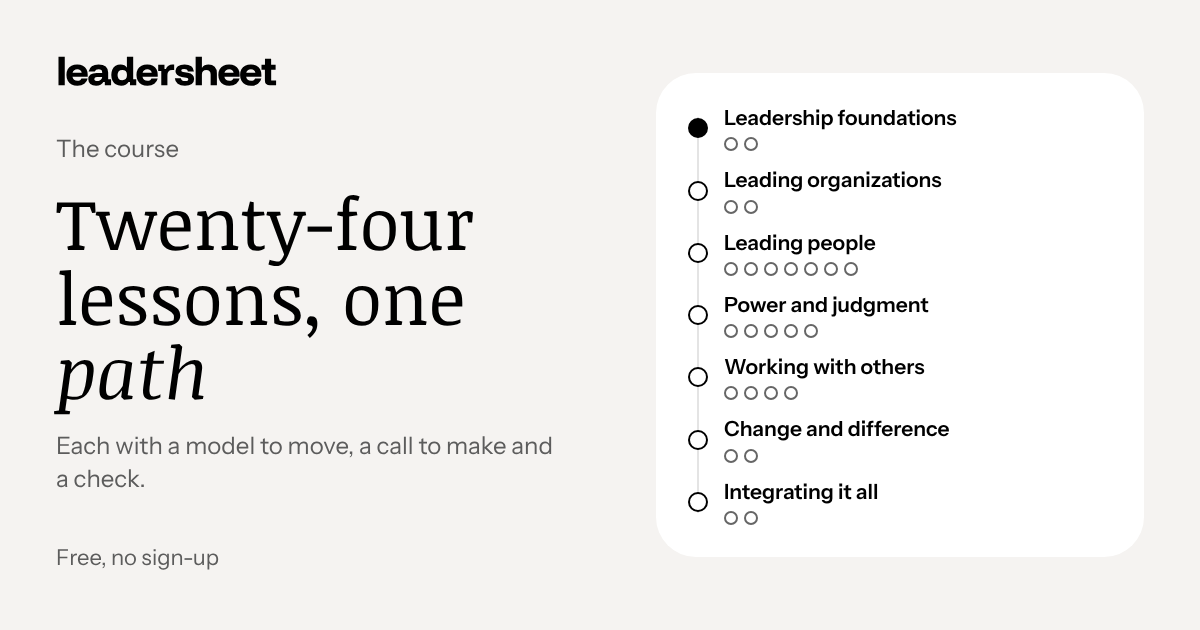 leadersheet
The course
Twenty-four
lessons, one
path
Each with a model to move, a call to make and
a check.
Free, no sign-up
Leadership foundations
Leading organizations
Leading people
Power and judgment
Working with others
Change and difference
Integrating it all